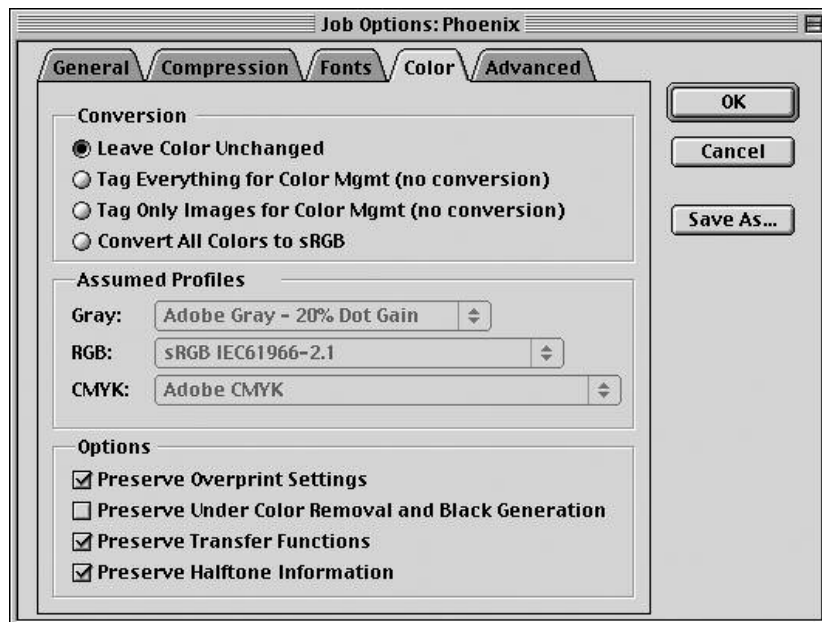 Job Options: Phoenix
General Compression Fonts Color Advanced
OK
Cancel
Save As...
Conversion
Leave Color Unchanged
Tag Everything for Color Mgmt (no conversion)
Tag Only Images for Color Mgmt (no conversion)
Convert All Colors to sRGB
Assumed Profiles
Gray: Adobe Gray - 20% Dot Gain
RGB: sRGB IEC61966-2.1
CMYK: Adobe CMYK
Options
Preserve Overprint Settings
Preserve Under Color Removal and Black Generation
Preserve Transfer Functions
Preserve Halftone Information